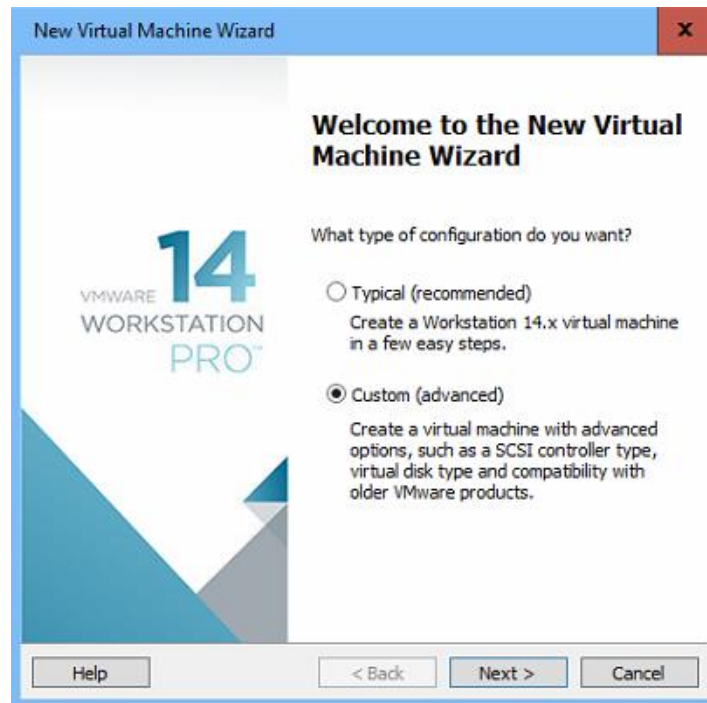 New Virtual Machine Wizard
x
Welcome to the New Virtual
Machine Wizard
14
VMWARE
WORKSTATION
PRO™
What type of configuration do you want?
Typical (recommended)
Create a Workstation 14.x virtual machine
in a few easy steps.
Custom (advanced)
Create a virtual machine with advanced
options, such as a SCSI controller type,
virtual disk type and compatibility with
older VMware products.
Help
< Back
Next >
Cancel